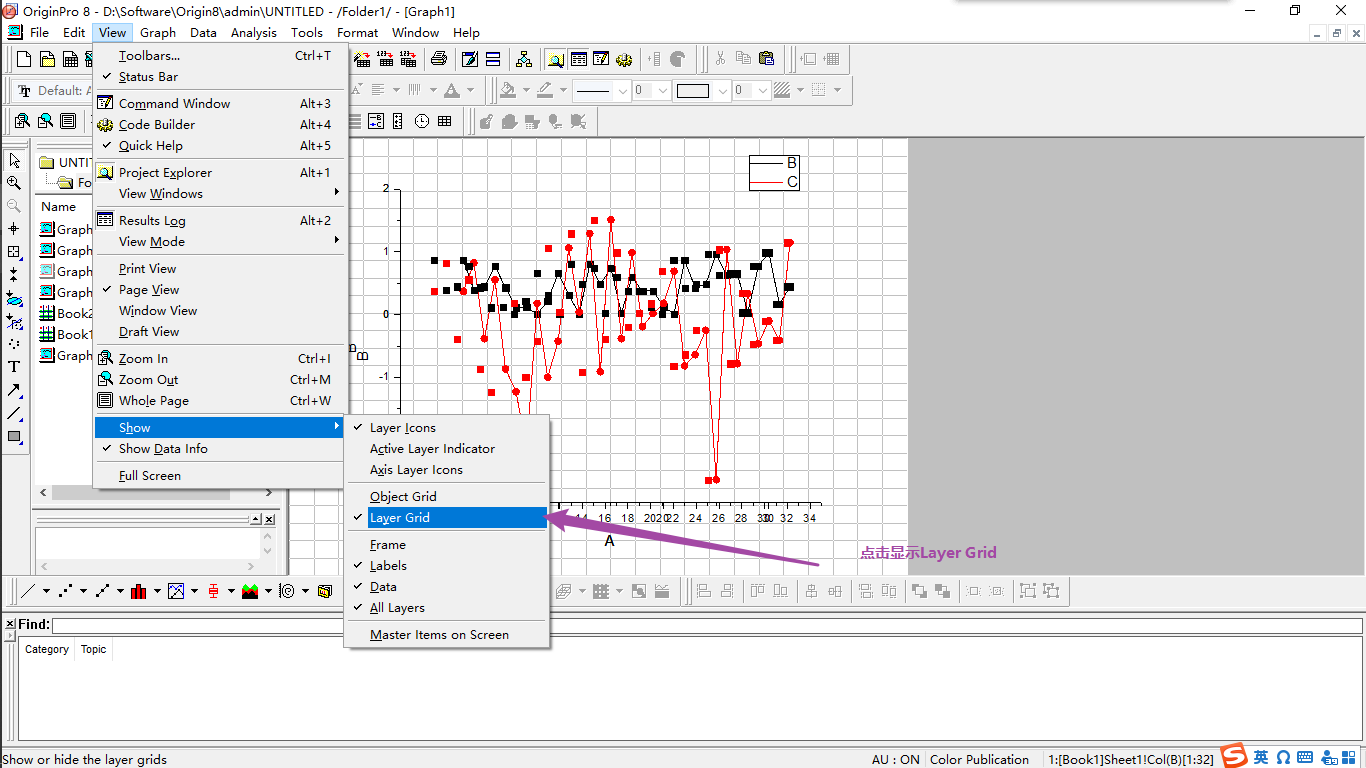 OriginPro 8 - D:\Software\Origin8\admin\UNTITLED - /Folder1/ - [Graph1]
File Edit View Graph Data Analysis Tools Format Window Help
Toolbars... Ctrl+T
Status Bar
Default: A
0 0
Command Window Alt+3
Code Builder Alt+4
Quick Help Alt+5
UNTI
Fo
Project Explorer Alt+1
View Windows
Name
Results Log Alt+2
View Mode
Graph
Graph
Graph
Graph
Book2
Book1
Graph
Print View
Page View
Window View
Draft View
Zoom In Ctrl+I
Zoom Out Ctrl+M
Whole Page Ctrl+W
Show
Show Data Info
Full Screen
Layer Icons
Active Layer Indicator
Axis Layer Icons
Object Grid
Layer Grid
Frame
Labels
Data
All Layers
Master Items on Screen
B
C
2
1
0
-1
B
14 16 18 20 22 24 26 28 30 32 34
A
点击显示Layer Grid
Find:
Category Topic
Show or hide the layer grids
AU : ON Color Publication 1:[Book1]Sheet1!Col(B)[1:32]
英